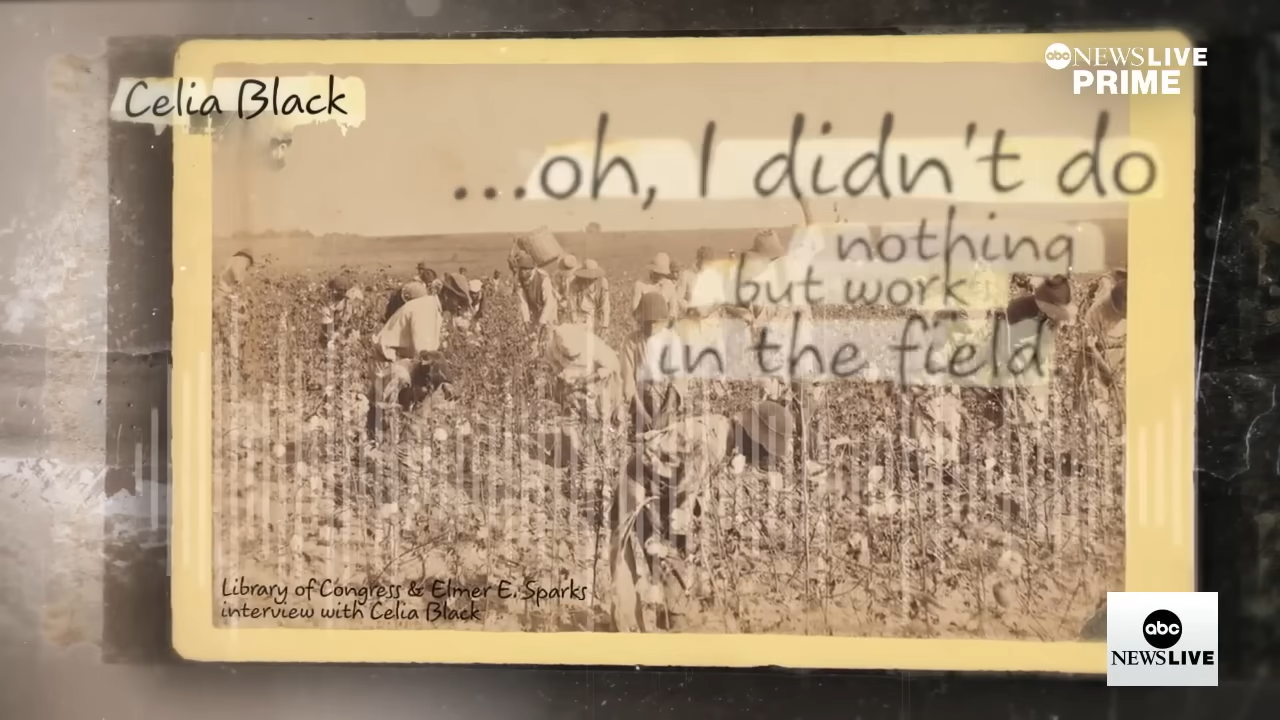 abc NEWS LIVE
PRIME
Celia Black
...oh, I didn't do
nothing
but work
in the field.
Library of Congress & Elmer E. Sparks
interview with Celia Black
abc
NEWS LIVE